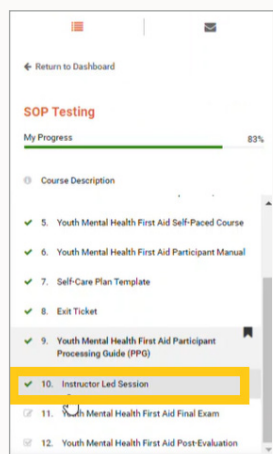 Return to Dashboard
SOP Testing
My Progress 83%
Course Description
5. Youth Mental Health First Aid Self-Paced Course
6. Youth Mental Health First Aid Participant Manual
7. Self-Care Plan Template
8. Exit Ticket
9. Youth Mental Health First Aid Participant
Processing Guide (PPG)
10. Instructor Led Session
11. Youth Mental Health First Aid Final Exam
12. Youth Mental Health First Aid Post-Evaluation